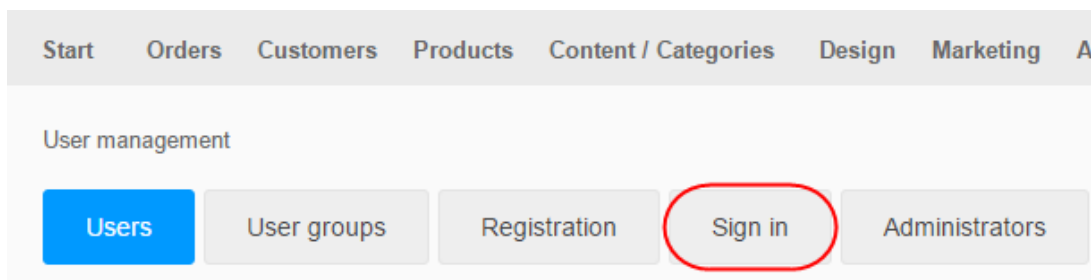 Start Orders Customers Products Content / Categories Design Marketing A
User management
Users User groups Registration Sign in Administrators